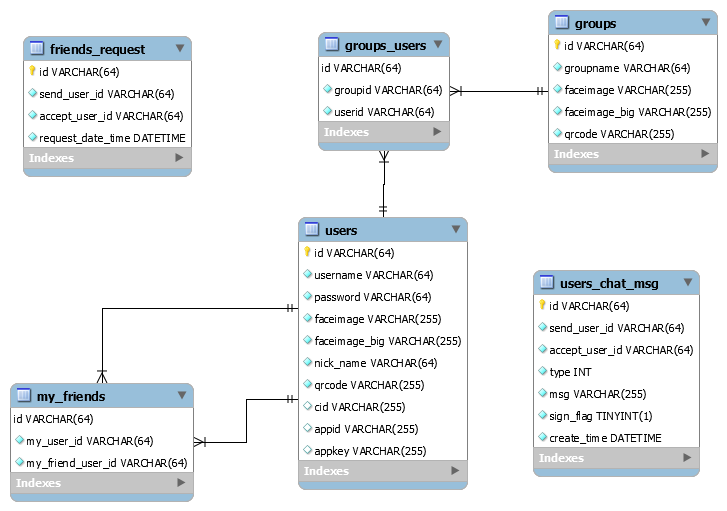 friends_request
id VARCHAR(64)
send_user_id VARCHAR(64)
accept_user_id VARCHAR(64)
request_date_time DATETIME
Indexes
groups_users
id VARCHAR(64)
groupid VARCHAR(64)
userid VARCHAR(64)
Indexes
groups
id VARCHAR(64)
groupname VARCHAR(64)
faceimage VARCHAR(255)
faceimage_big VARCHAR(255)
qrcode VARCHAR(255)
Indexes
users
id VARCHAR(64)
username VARCHAR(64)
password VARCHAR(64)
faceimage VARCHAR(255)
faceimage_big VARCHAR(255)
nick_name VARCHAR(64)
qrcode VARCHAR(255)
cid VARCHAR(255)
appid VARCHAR(255)
appkey VARCHAR(255)
Indexes
users_chat_msg
id VARCHAR(64)
send_user_id VARCHAR(64)
accept_user_id VARCHAR(64)
type INT
msg VARCHAR(255)
sign_flag TINYINT(1)
create_time DATETIME
Indexes
my_friends
id VARCHAR(64)
my_user_id VARCHAR(64)
my_friend_user_id VARCHAR(64)
Indexes